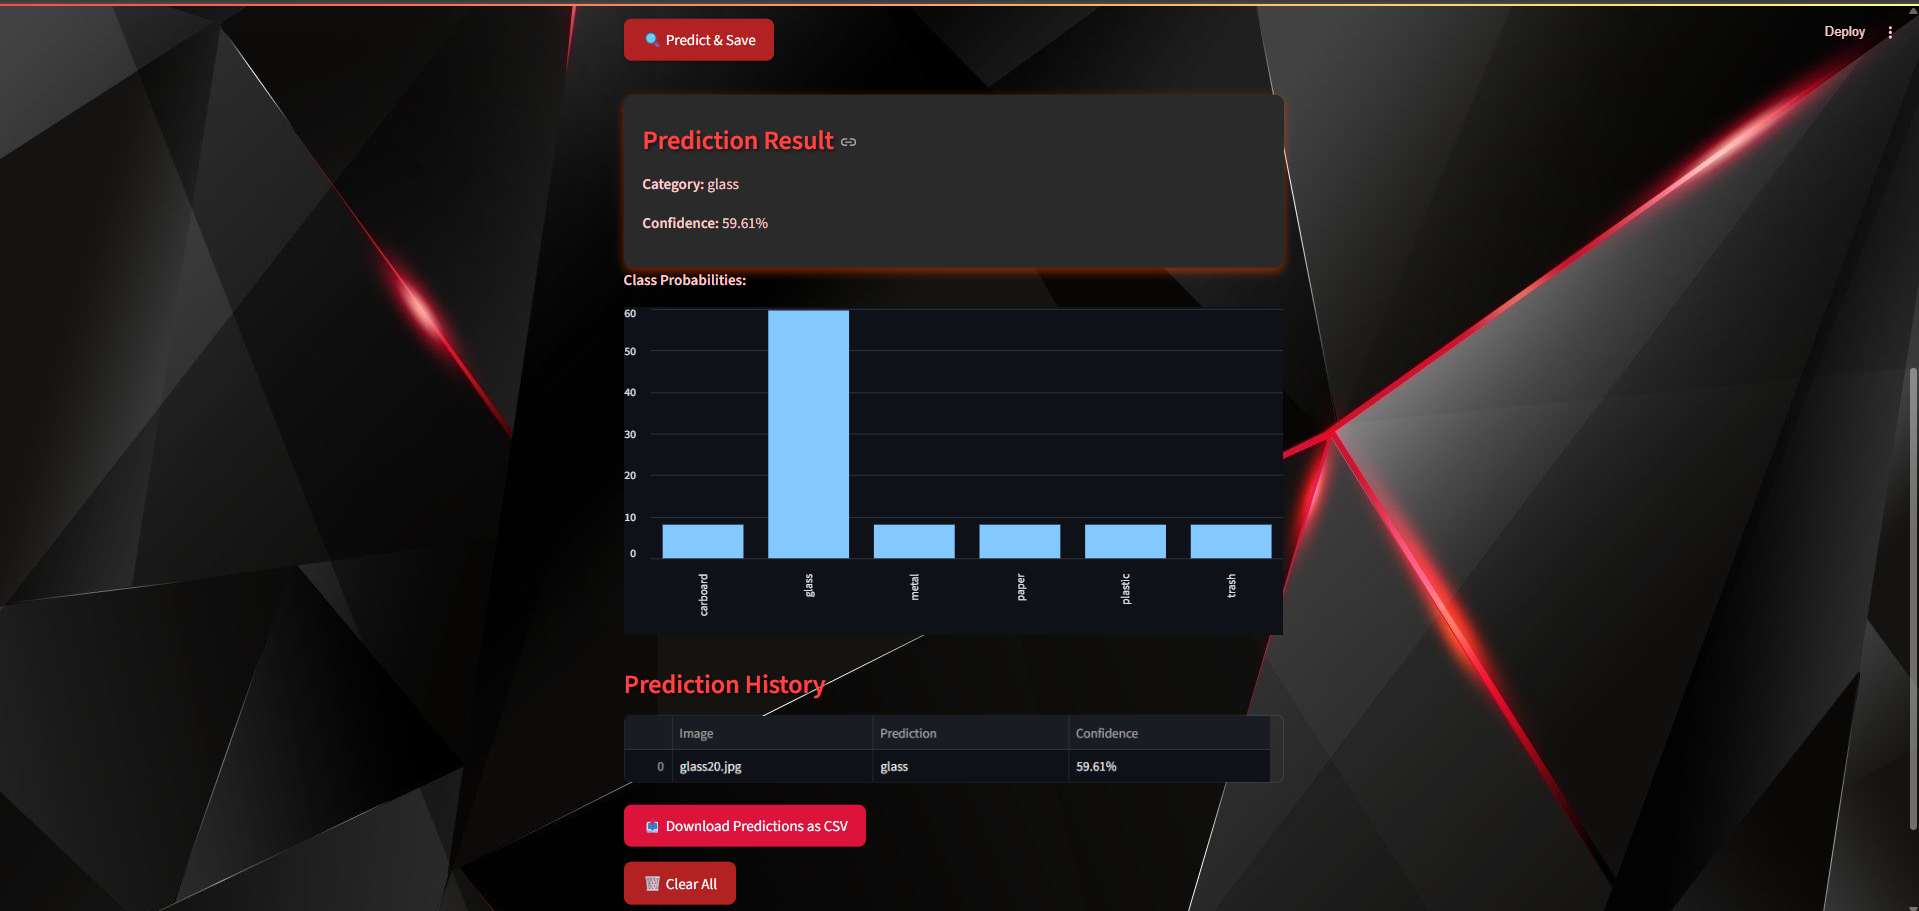 Deploy
Predict & Save
Prediction Result
Category: glass
Confidence: 59.61%
Class Probabilities:
60
50
40
30
20
10
0
carboard
glass
metal
paper
plastic
trash
Prediction History
Image Prediction Confidence
0 glass20.jpg glass 59.61%
Download Predictions as CSV
Clear All